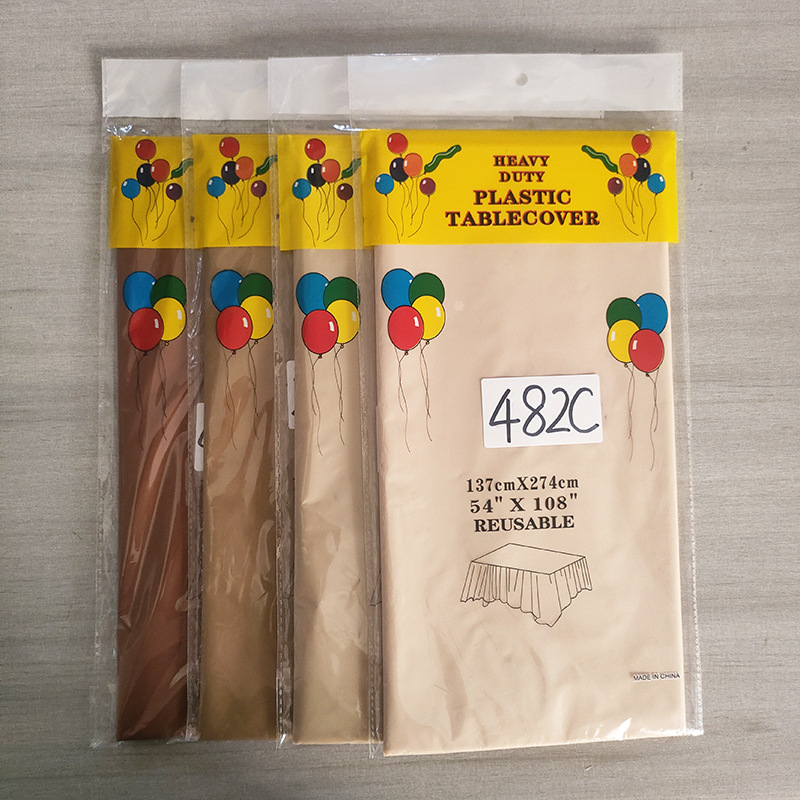 HEAVY
DUTY
PLASTIC
TABLECOVER
482C
137cmX274cm
54" X 108"
REUSABLE
MADE IN CHINA